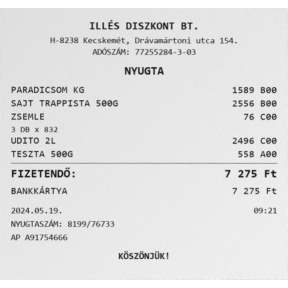 ILLÉS DISZKONT BT.
H-8238 Kecskemét, Drávamártoni utca 154.
ADÓSZÁM: 77255284-3-03
NYUGTA
PARADICSOM KG 1589 B00
SAJT TRAPPISTA 500G 2556 B00
ZSEMLE 76 C00
3 DB x 832
UDITO 2L 2496 C00
TESZTA 500G 558 A00
FIZETENDŐ: 7 275 Ft
BANKKÁRTYA 7 275 Ft
2024.05.19. 09:21
NYUGTASZÁM: 8199/76733
AP A91754666
KÖSZÖNJÜK!